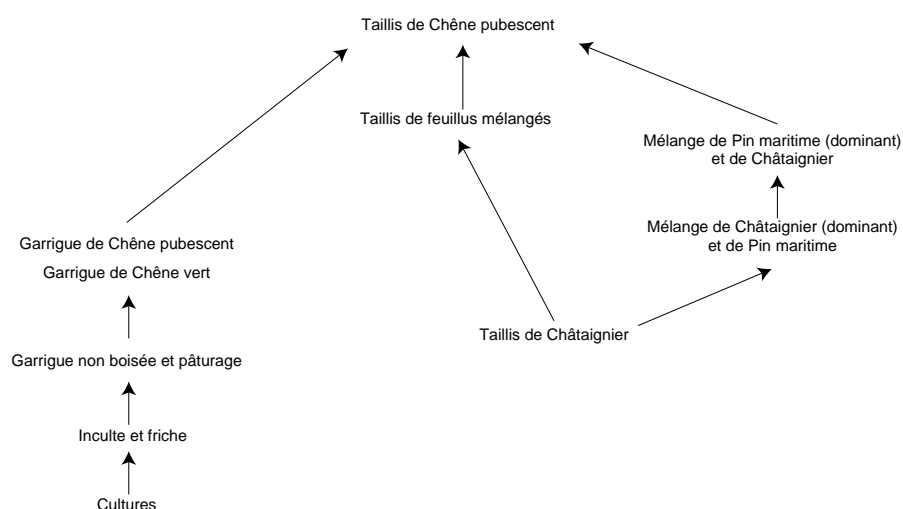 Taillis de Chêne pubescent
Taillis de feuillus mélangés
Mélange de Pin maritime (dominant)
et de Châtaignier
Mélange de Châtaignier (dominant)
et de Pin maritime
Garrigue de Chêne pubescent
Garrigue de Chêne vert
Taillis de Châtaignier
Garrigue non boisée et pâturage
Inculte et friche
Cultures